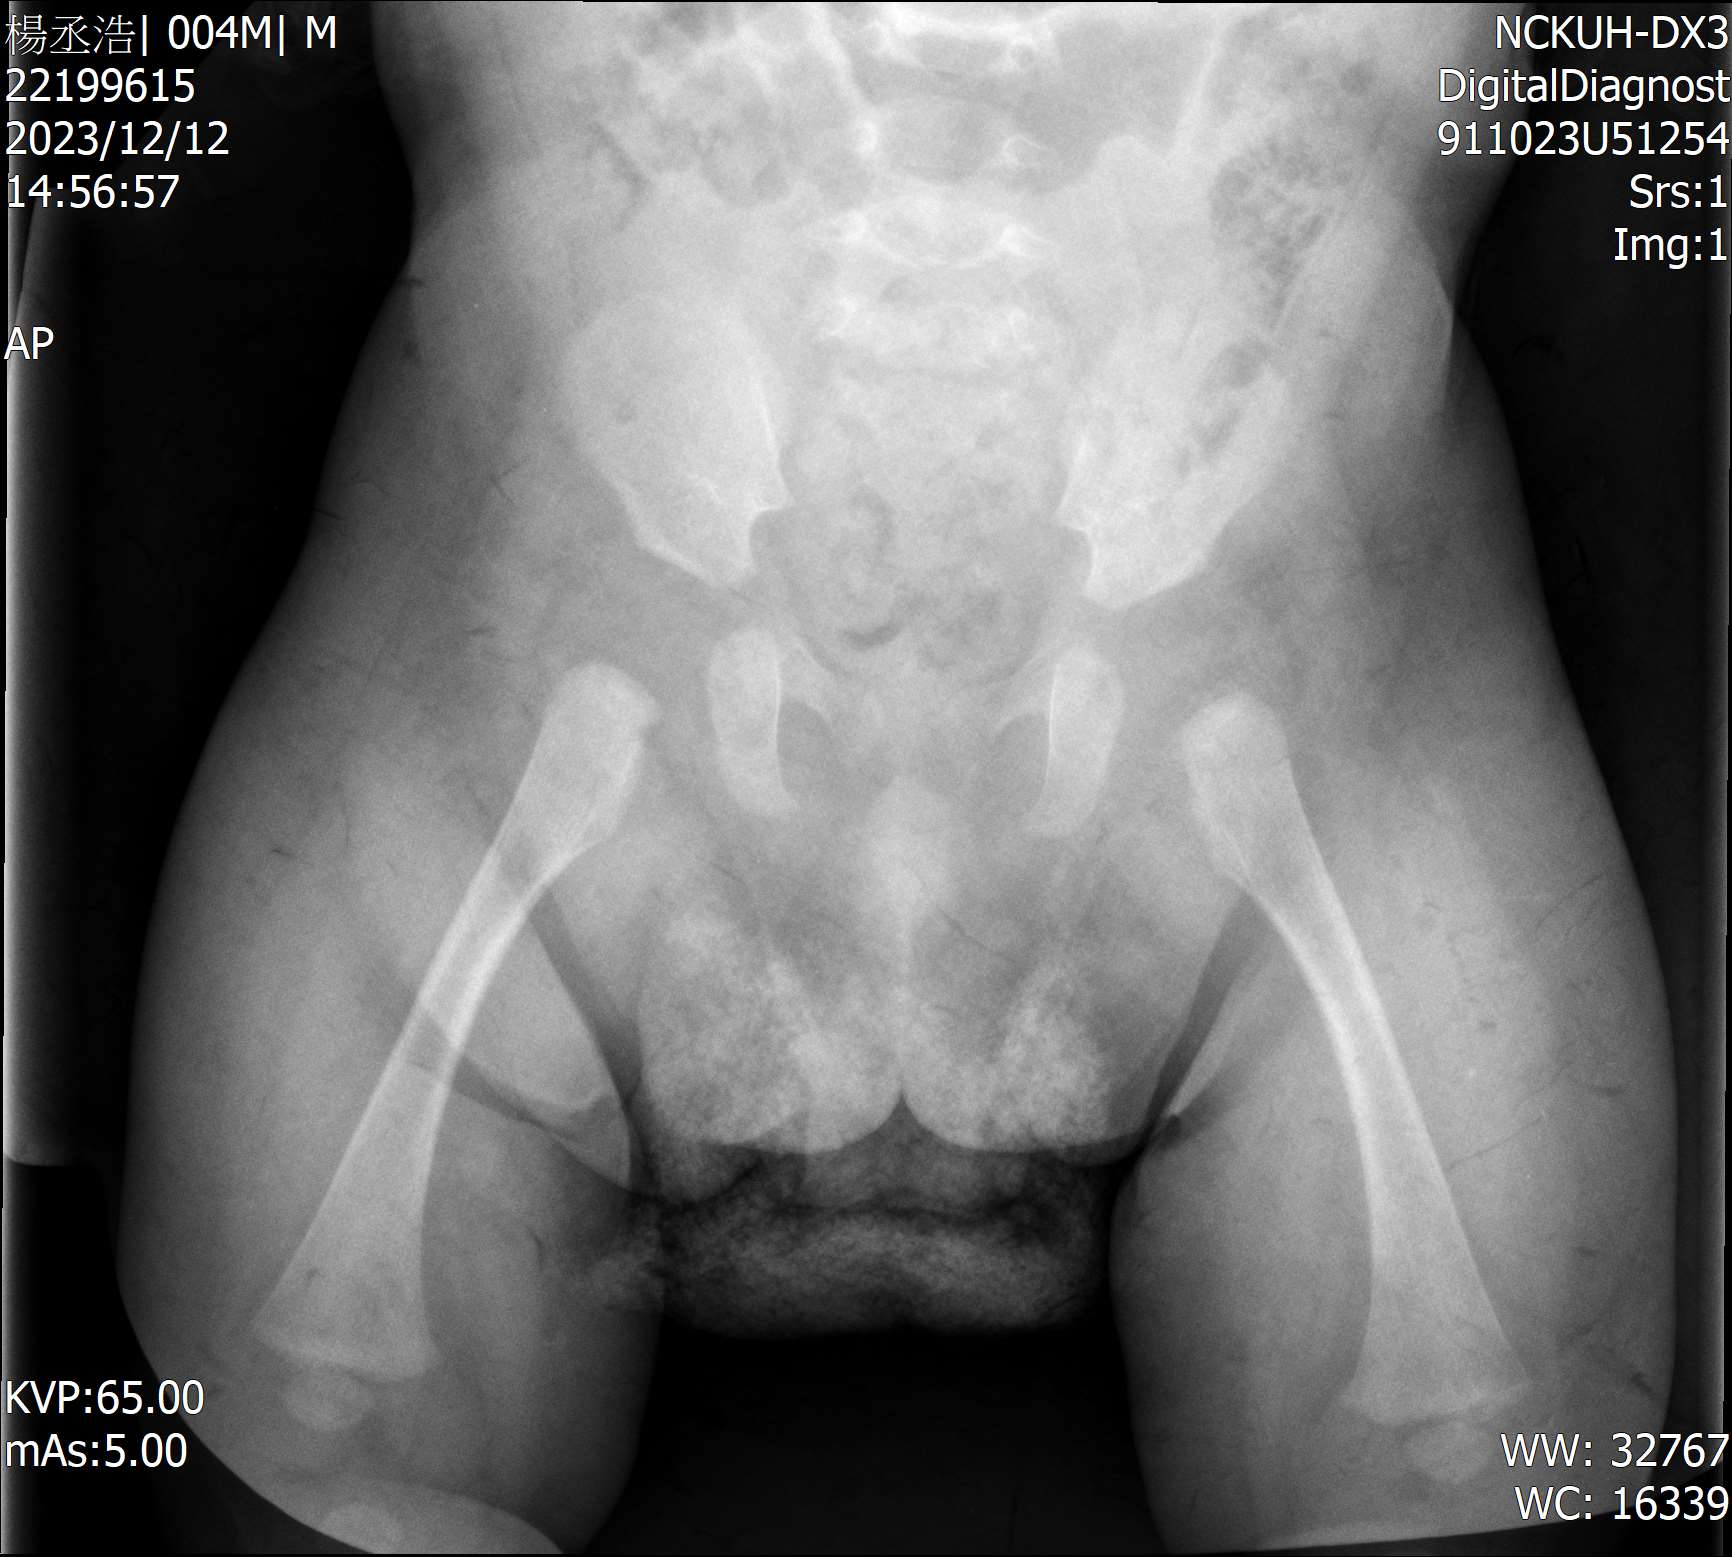 楊丞浩| 004M| M
22199615
2023/12/12
14:56:57
AP
NCKUH-DX3
DigitalDiagnost
911023U51254
Srs:1
Img:1
KVP:65.00
mAs:5.00
WW: 32767
WC: 16339